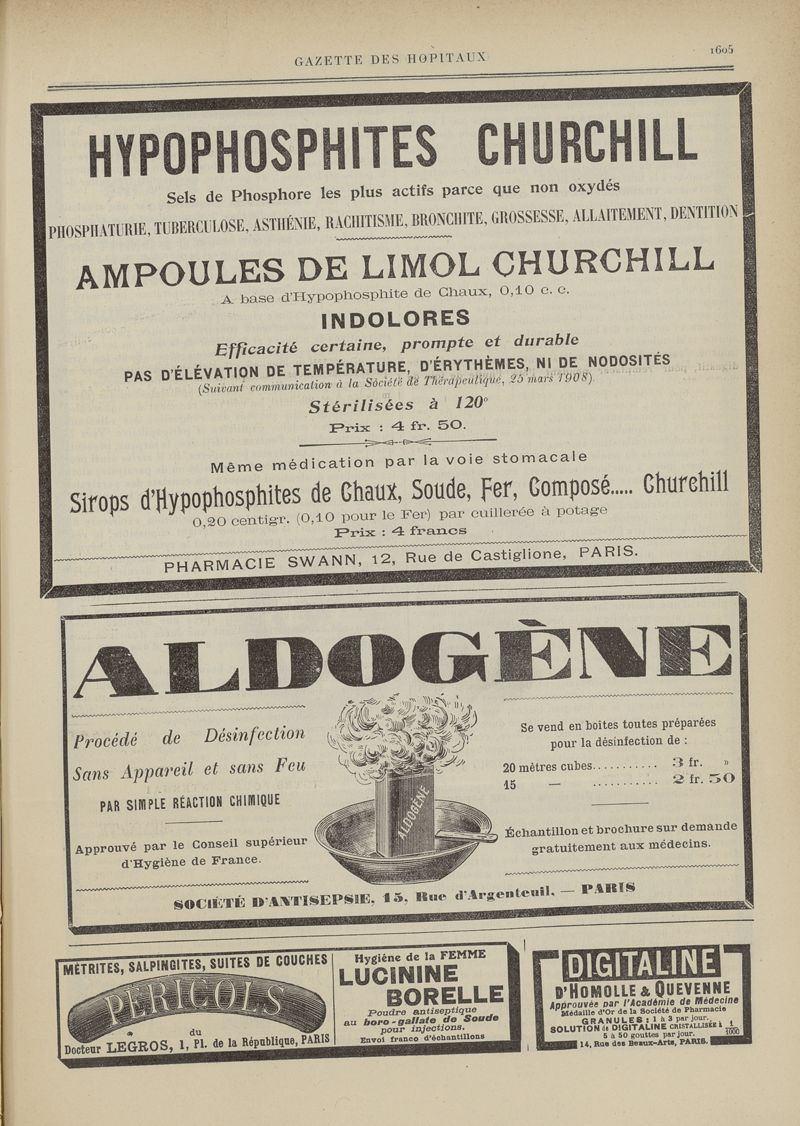 GAZETTE DES HOPITAUX
1605
HYPOPHOSPHITES CHURCHILL
Sels de Phosphore les plus actifs parce que non oxydés
PHOSPHATURIE, TUBERCULOSE, ASTHÉNIE, RACHITISME, BRONCHITE, GROSSESSE, ALLAITEMENT, DENTITION
AMPOULES DE LIMOL CHURCHILL
A base d'Hypophosphite de Chaux, 0,10 c. c.
INDOLORES
Efficacité certaine, prompte et durable
PAS D'ÉLÉVATION DE TEMPÉRATURE, D'ÉRYTHÈMES, NI DE NODOSITÉS
(Suivant communication à la Société de Thérapeutique, 25 mars 1908)
Stérilisées à 120°
Prix : 4 fr. 50.
Même médication par la voie stomacale
Sirops d'Hypophosphites de Chaux, Soude, Fer, Composé..... Churchill
0,20 centigr. (0,10 pour le Fer) par cuillerée à potage
Prix : 4 francs
PHARMACIE SWANN, 12, Rue de Castiglione, PARIS.
ALDOGÈNE
Procédé de Désinfection
Sans Appareil et sans Feu
PAR SIMPLE RÉACTION CHIMIQUE
Approuvé par le Conseil supérieur
d'Hygiène de France.
ALDOGÈNE
Se vend en boîtes toutes préparées
pour la désinfection de :
20 mètres cubes........... 3 fr. »
15 — ........... 2 fr. 50
Échantillon et brochure sur demande
gratuitement aux médecins.
SOCIÉTÉ D'ANTISEPSIE, 15, Rue d'Argenteuil, — PARIS
MÉTRITES, SALPINGITES, SUITES DE COUCHES
PÉRICOLS
du
Docteur LEGROS, 1, Pl. de la République, PARIS
Hygiène de la FEMME
LUCININE
BORELLE
Poudre antiseptique
au boro-gallate de Soude
pour injections.
Envoi franco d'échantillons
DIGITALINE
D'HOMOLLE & QUEVENNE
Approuvée par l'Académie de Médecine
Médaille d'Or de la Société de Pharmacie
GRANULES : 1 à 3 par jour.
SOLUTION de DIGITALINE CRISTALLISÉE à 1/1000
5 à 50 gouttes par jour.
14, Rue des Beaux-Arts, PARIS.